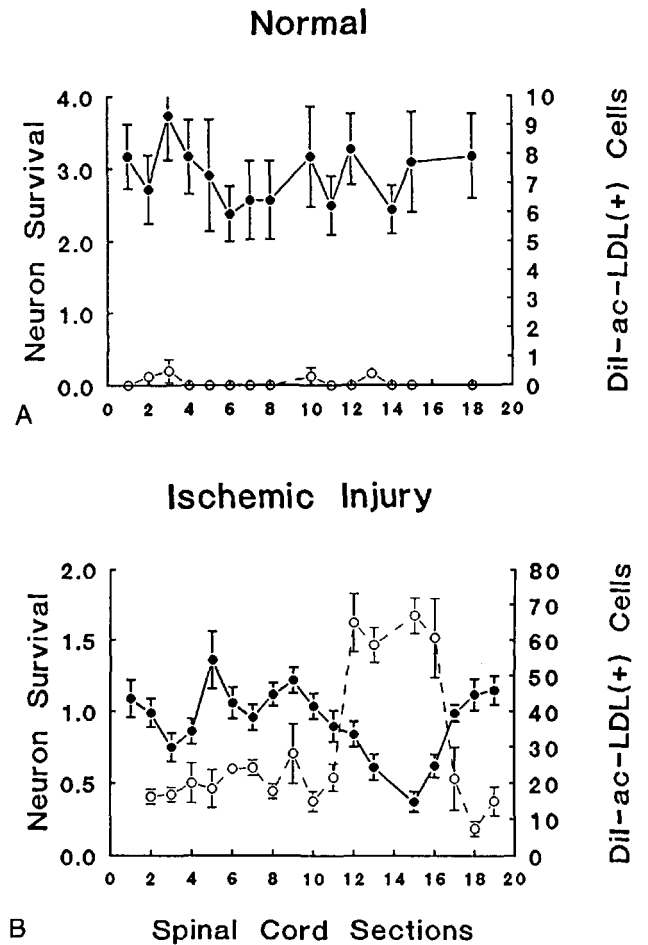 Normal
Neuron Survival
4.0
3.0
2.0
1.0
0.0
10
9
8
7
6
5
4
3
2
1
0
Dil-ac-LDL(+) Cells
0 2 4 6 8 10 12 14 16 18 20
A
Ischemic Injury
Neuron Survival
2.0
1.5
1.0
0.5
0.0
80
70
60
50
40
30
20
10
0
Dil-ac-LDL(+) Cells
0 2 4 6 8 10 12 14 16 18 20
B
Spinal Cord Sections